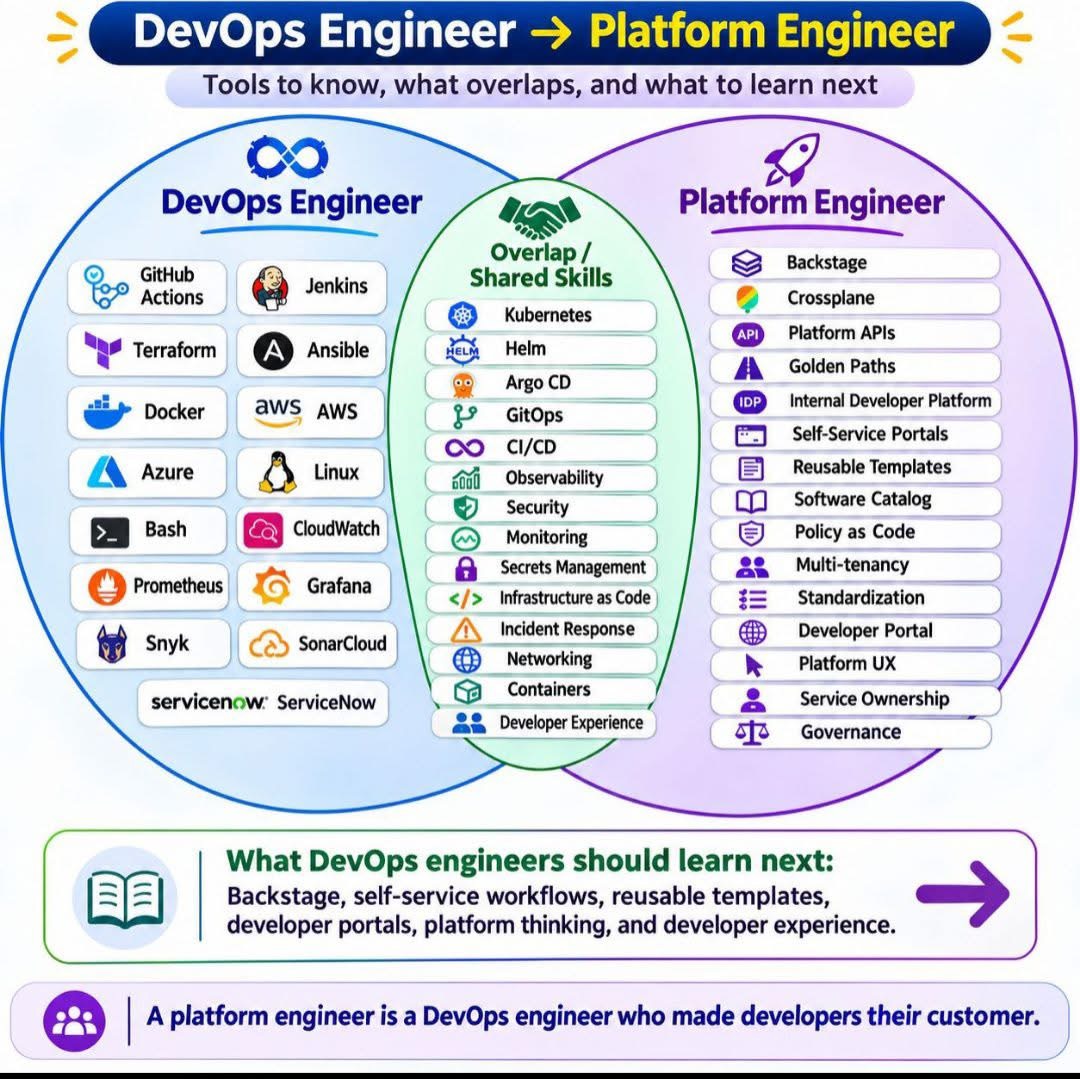 DevOps Engineer → Platform Engineer
Tools to know, what overlaps, and what to learn next
DevOps Engineer
GitHub
Actions
Jenkins
Terraform
Ansible
Docker
aws AWS
Azure
Linux
>_ Bash
CloudWatch
Prometheus
Grafana
Snyk
SonarCloud
servicenow. ServiceNow
Overlap /
Shared Skills
Kubernetes
HELM Helm
Argo CD
GitOps
CI/CD
Observability
Security
Monitoring
Secrets Management
</> Infrastructure as Code
Incident Response
Networking
Containers
Developer Experience
Platform Engineer
Backstage
Crossplane
API Platform APIs
Golden Paths
IDP Internal Developer Platform
Self-Service Portals
Reusable Templates
Software Catalog
Policy as Code
Multi-tenancy
Standardization
Developer Portal
Platform UX
Service Ownership
Governance
What DevOps engineers should learn next:
Backstage, self-service workflows, reusable templates,
developer portals, platform thinking, and developer experience.
A platform engineer is a DevOps engineer who made developers their customer.